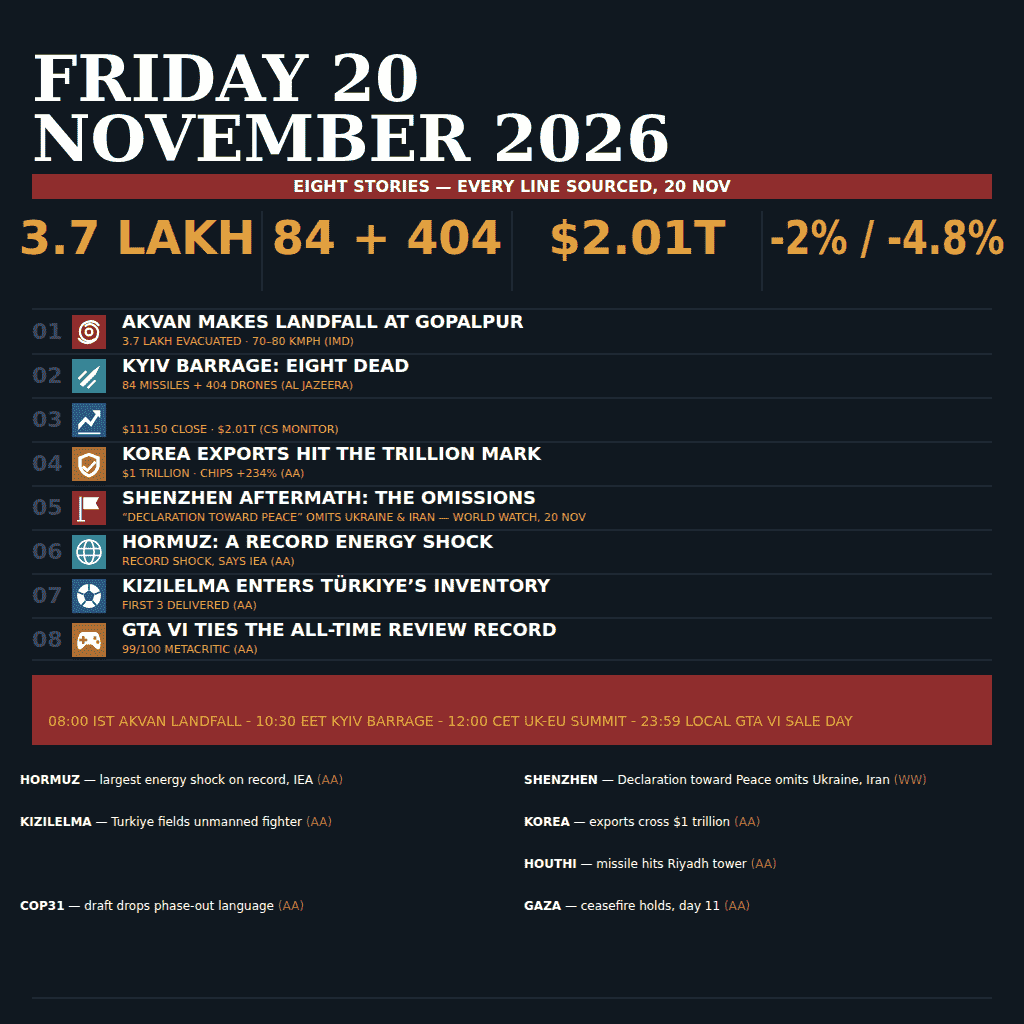 FRIDAY 20
NOVEMBER 2026
EIGHT STORIES — EVERY LINE SOURCED, 20 NOV
3.7 LAKH
84 + 404
$2.01T
-2% / -4.8%
01
AKVAN MAKES LANDFALL AT GOPALPUR
3.7 LAKH EVACUATED · 70–80 KMPH (IMD)
02
KYIV BARRAGE: EIGHT DEAD
84 MISSILES + 404 DRONES (AL JAZEERA)
03
$111.50 CLOSE · $2.01T (CS MONITOR)
04
KOREA EXPORTS HIT THE TRILLION MARK
$1 TRILLION · CHIPS +234% (AA)
05
SHENZHEN AFTERMATH: THE OMISSIONS
“DECLARATION TOWARD PEACE” OMITS UKRAINE & IRAN — WORLD WATCH, 20 NOV
06
HORMUZ: A RECORD ENERGY SHOCK
RECORD SHOCK, SAYS IEA (AA)
07
KIZILELMA ENTERS TÜRKIYE’S INVENTORY
FIRST 3 DELIVERED (AA)
08
GTA VI TIES THE ALL-TIME REVIEW RECORD
99/100 METACRITIC (AA)
08:00 IST AKVAN LANDFALL - 10:30 EET KYIV BARRAGE - 12:00 CET UK-EU SUMMIT - 23:59 LOCAL GTA VI SALE DAY
HORMUZ — largest energy shock on record, IEA (AA)
SHENZHEN — Declaration toward Peace omits Ukraine, Iran (WW)
KIZILELMA — Turkiye fields unmanned fighter (AA)
KOREA — exports cross $1 trillion (AA)
HOUTHI — missile hits Riyadh tower (AA)
COP31 — draft drops phase-out language (AA)
GAZA — ceasefire holds, day 11 (AA)